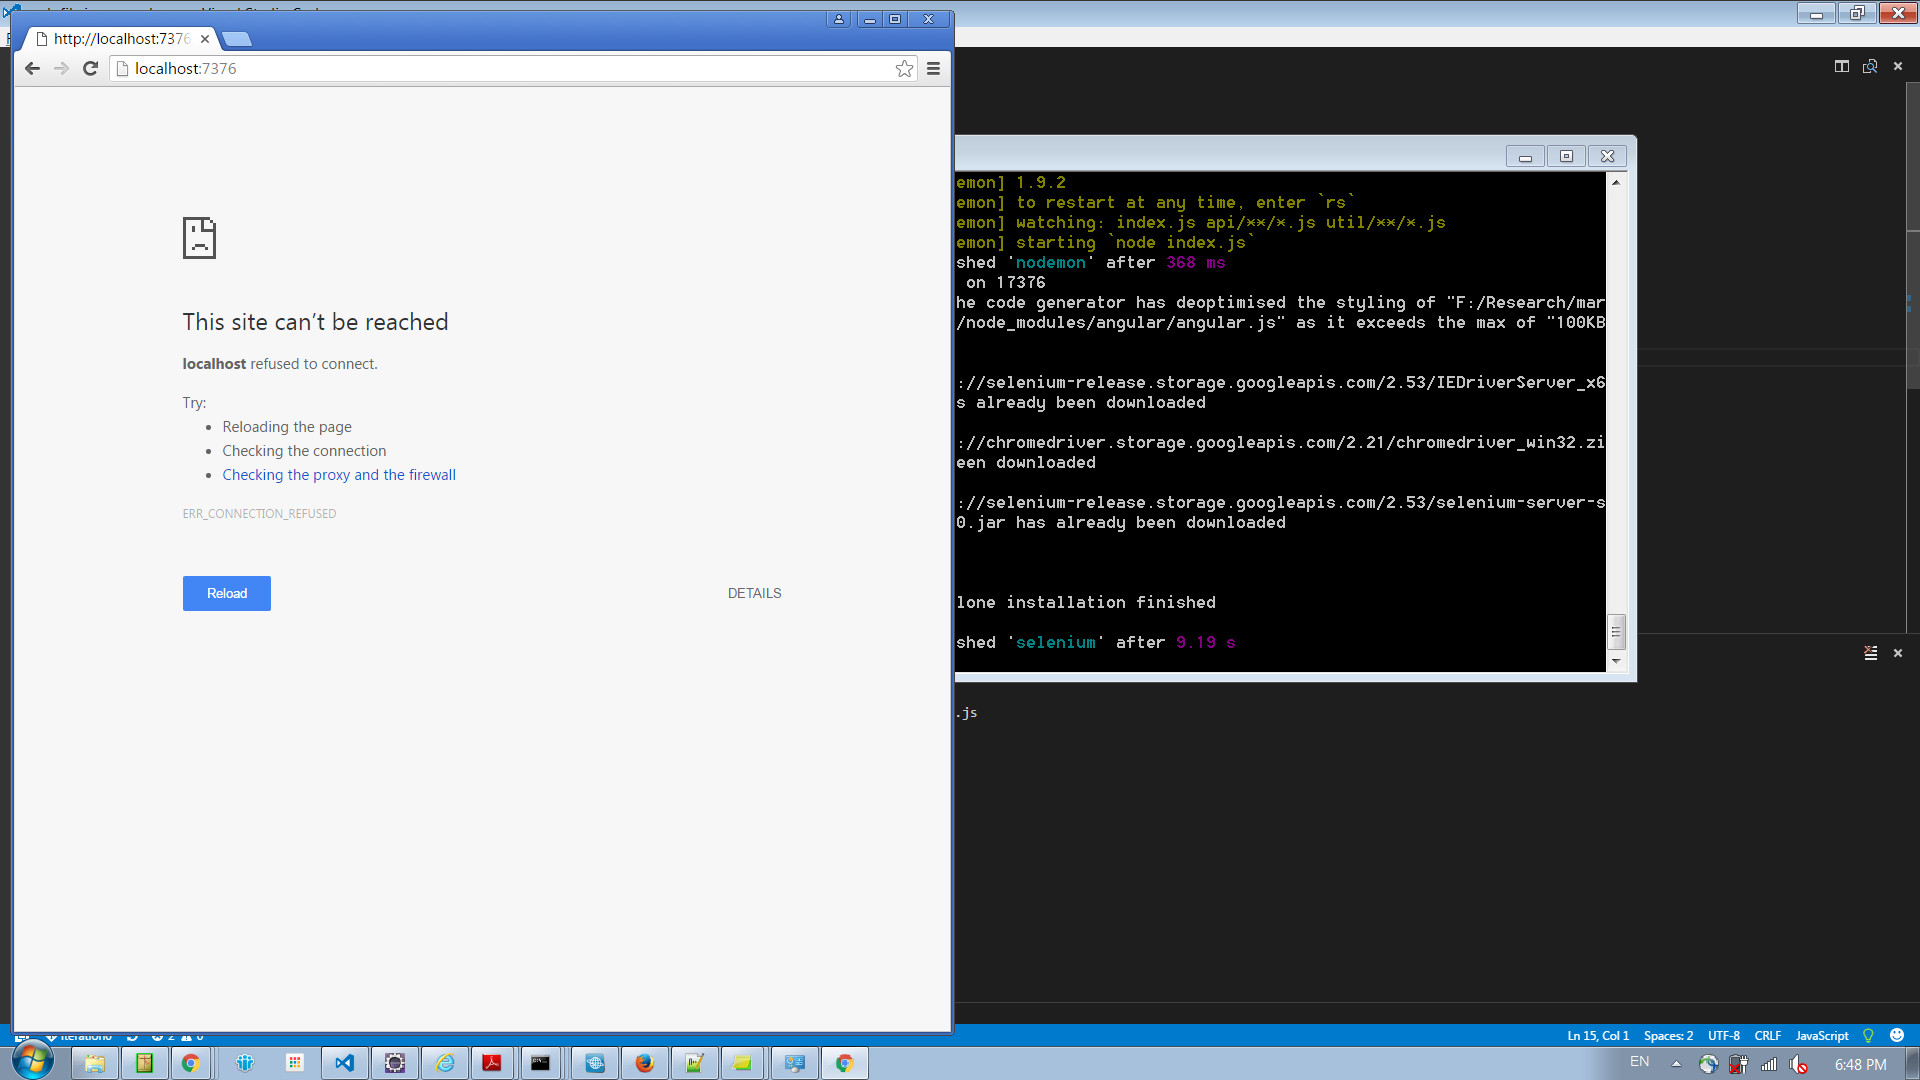 http://localhost:7376
localhost:7376
This site can’t be reached
localhost refused to connect.
Try:
Reloading the page
Checking the connection
Checking the proxy and the firewall
ERR_CONNECTION_REFUSED
Reload
DETAILS
emon] 1.9.2
emon] to restart at any time, enter `rs`
emon] watching: index.js api/**/*.js util/**/*.js
emon] starting `node index.js`
shed 'nodemon' after 368 ms
on 17376
he code generator has deoptimised the styling of "F:/Research/mar
/node_modules/angular/angular.js" as it exceeds the max of "100KB
://selenium-release.storage.googleapis.com/2.53/IEDriverServer_x6
s already been downloaded
://chromedriver.storage.googleapis.com/2.21/chromedriver_win32.zi
een downloaded
://selenium-release.storage.googleapis.com/2.53/selenium-server-s
0.jar has already been downloaded
lone installation finished
shed 'selenium' after 9.19 s
.js
Ln 15, Col 1 Spaces: 2 UTF-8 CRLF JavaScript
EN 6:48 PM